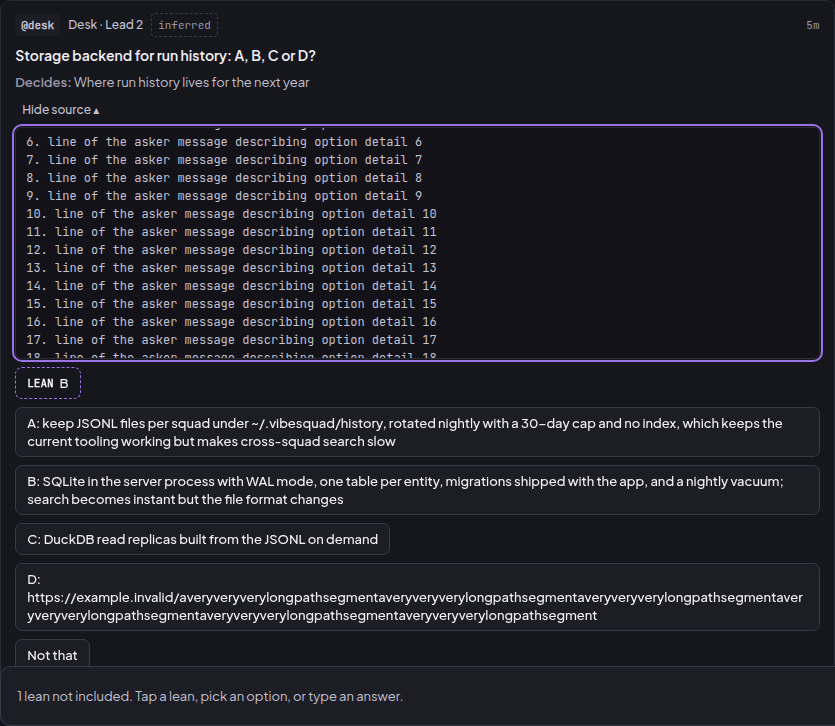 @desk Desk · Lead 2 inferred 5m
Storage backend for run history: A, B, C or D?
Decides: Where run history lives for the next year
Hide source ▴
6. line of the asker message describing option detail 6
7. line of the asker message describing option detail 7
8. line of the asker message describing option detail 8
9. line of the asker message describing option detail 9
10. line of the asker message describing option detail 10
11. line of the asker message describing option detail 11
12. line of the asker message describing option detail 12
13. line of the asker message describing option detail 13
14. line of the asker message describing option detail 14
15. line of the asker message describing option detail 15
16. line of the asker message describing option detail 16
17. line of the asker message describing option detail 17
18. line of the asker message describing option detail 18
LEAN B
A: keep JSONL files per squad under ~/.vibesquad/history, rotated nightly with a 30-day cap and no index, which keeps the
current tooling working but makes cross-squad search slow
B: SQLite in the server process with WAL mode, one table per entity, migrations shipped with the app, and a nightly vacuum;
search becomes instant but the file format changes
C: DuckDB read replicas built from the JSONL on demand
D:
https://example.invalid/averyveryverylongpathsegmentaveryveryverylongpathsegmentaveryveryverylongpathsegmentaver
yveryverylongpathsegmentaveryveryverylongpathsegmentaveryveryverylongpathsegment
Not that
1 lean not included. Tap a lean, pick an option, or type an answer.